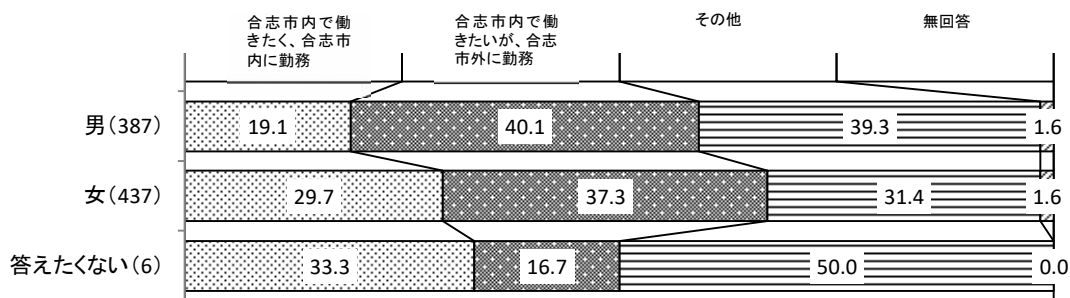 合志市内で働
きたく、合志市
内に勤務
合志市内で働
きたいが、合志
市外に勤務
その他
無回答
男(387)
19.1
40.1
39.3
1.6
女(437)
29.7
37.3
31.4
1.6
答えたくない(6)
33.3
16.7
50.0
0.0